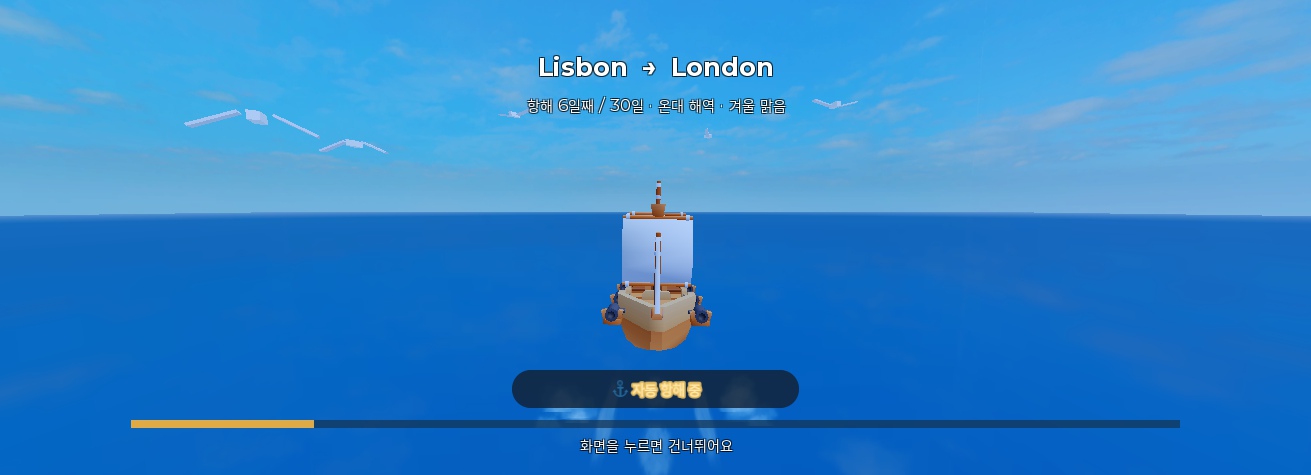 Lisbon → London
항해 6일째 / 30일 · 온대 해역 · 겨울 맑음
⚓ 자동 항해 중
화면을 누르면 건너뛰어요